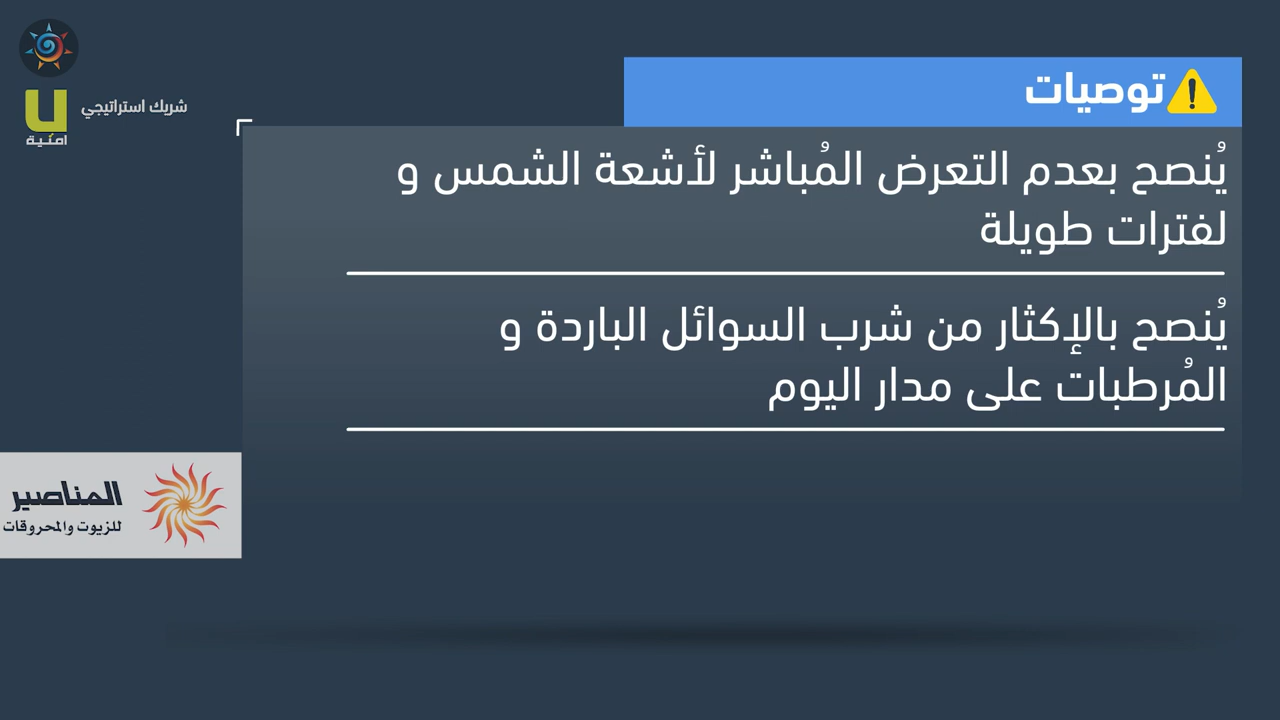 توصيات
يُنصح بعدم التعرض المُباشر لأشعة الشمس و
لفترات طويلة
يُنصح بالإكثار من شرب السوائل الباردة و
المُرطبات على مدار اليوم
شريك استراتيجي
امنية
المناصير
للزيوت والمحروقات